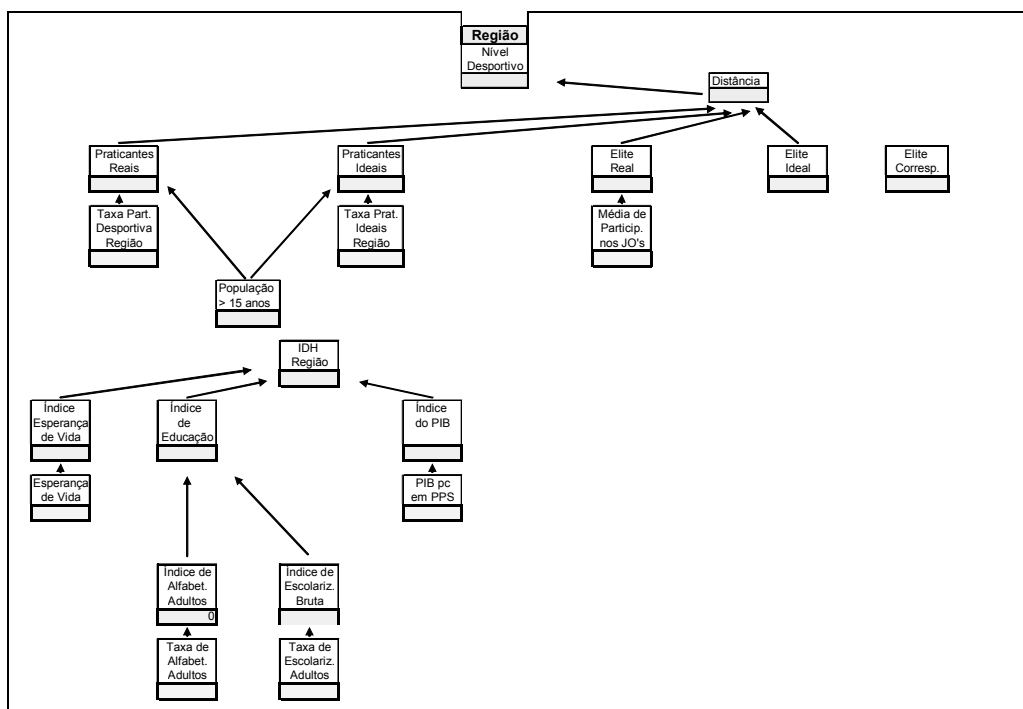 Região
Nível
Desportivo
Distância
Praticantes
Reais
Praticantes
Ideais
Elite
Real
Elite
Ideal
Elite
Corresp.
Taxa Part.
Desportiva
Região
Taxa Prat.
Ideais
Região
Média de
Particip.
nos JO's
População
> 15 anos
IDH
Região
Índice
Esperança
de Vida
Índice
de
Educação
Índice
do PIB
Esperança
de Vida
PIB pc
em PPS
Índice de
Alfabet.
Adultos
0
Índice de
Escolariz.
Bruta
Taxa de
Alfabet.
Adultos
Taxa de
Escolariz.
Adultos